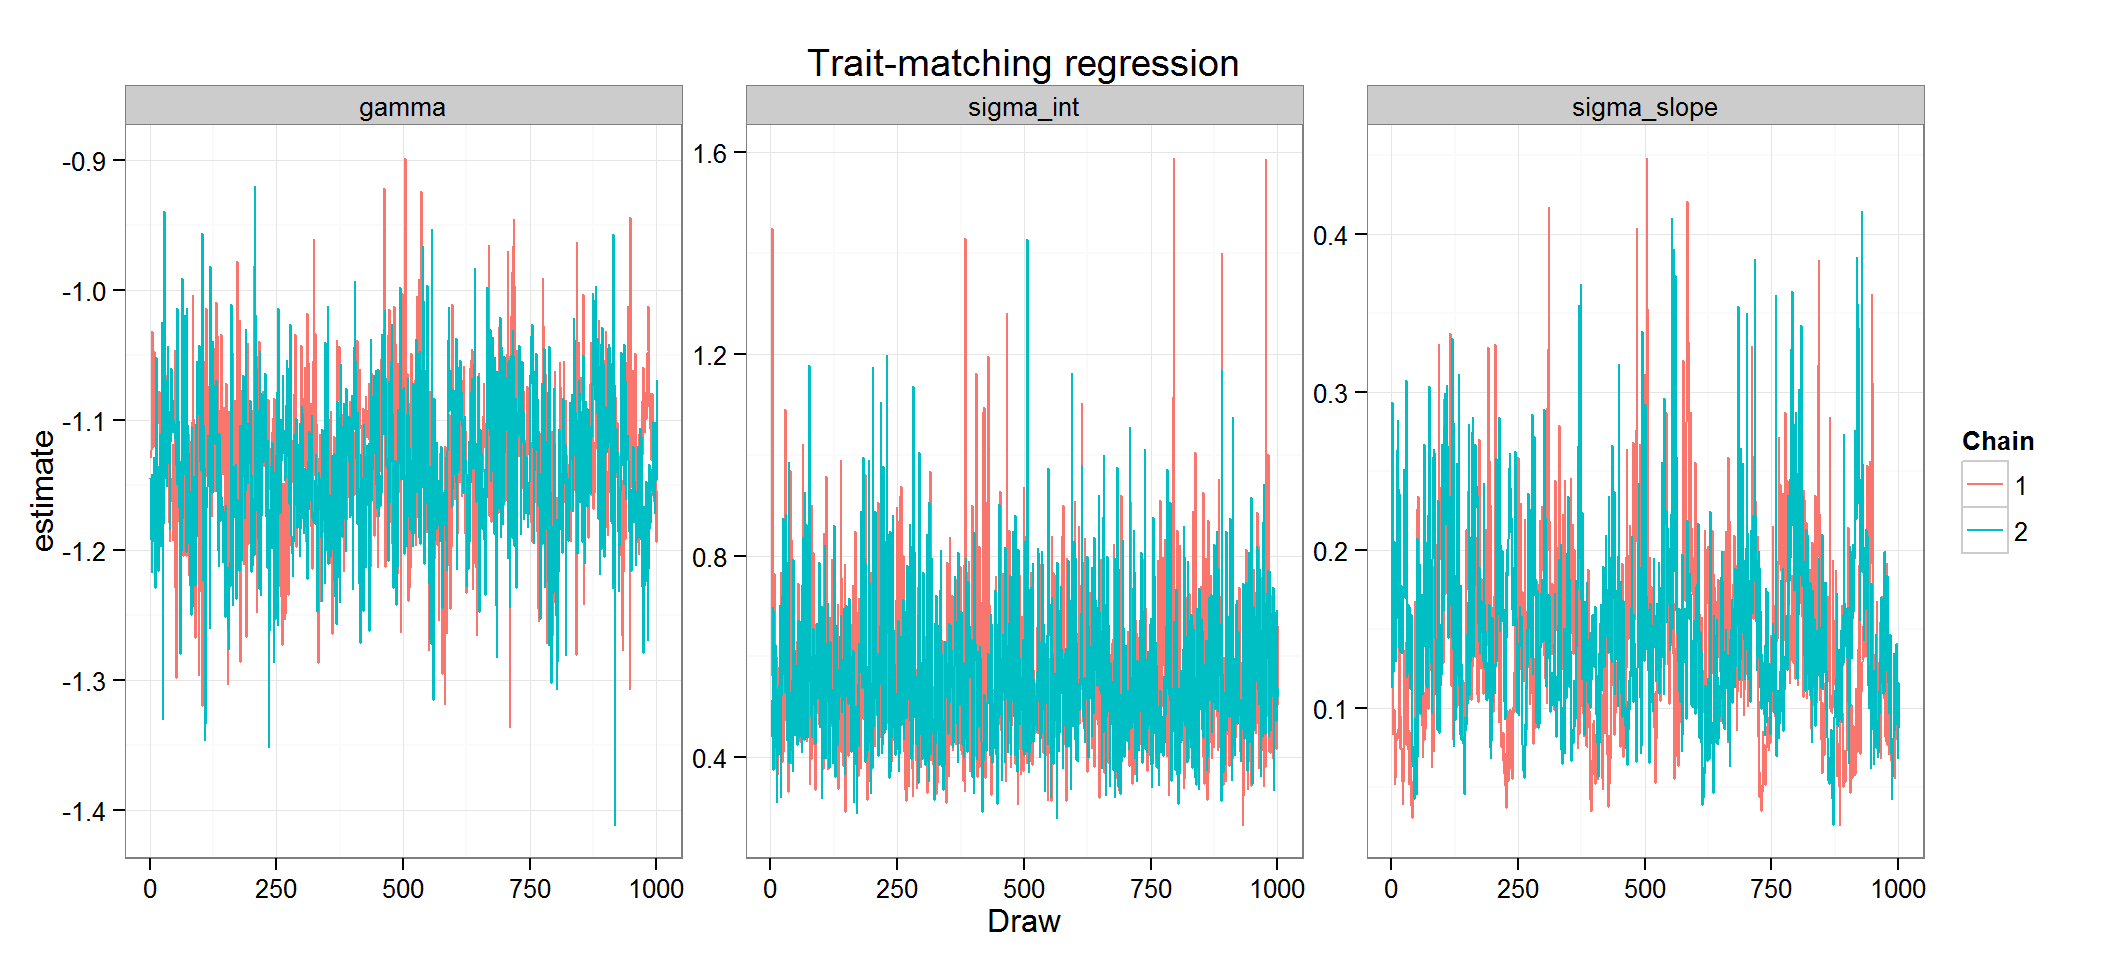 Trait-matching regression
gamma
sigma_int
sigma_slope
estimate
-0.9
-1.0
-1.1
-1.2
-1.3
-1.4
0 250 500 750 1000
1.6
1.2
0.8
0.4
0 250 500 750 1000
0.4
0.3
0.2
0.1
0 250 500 750 1000
Draw
Chain
1
2